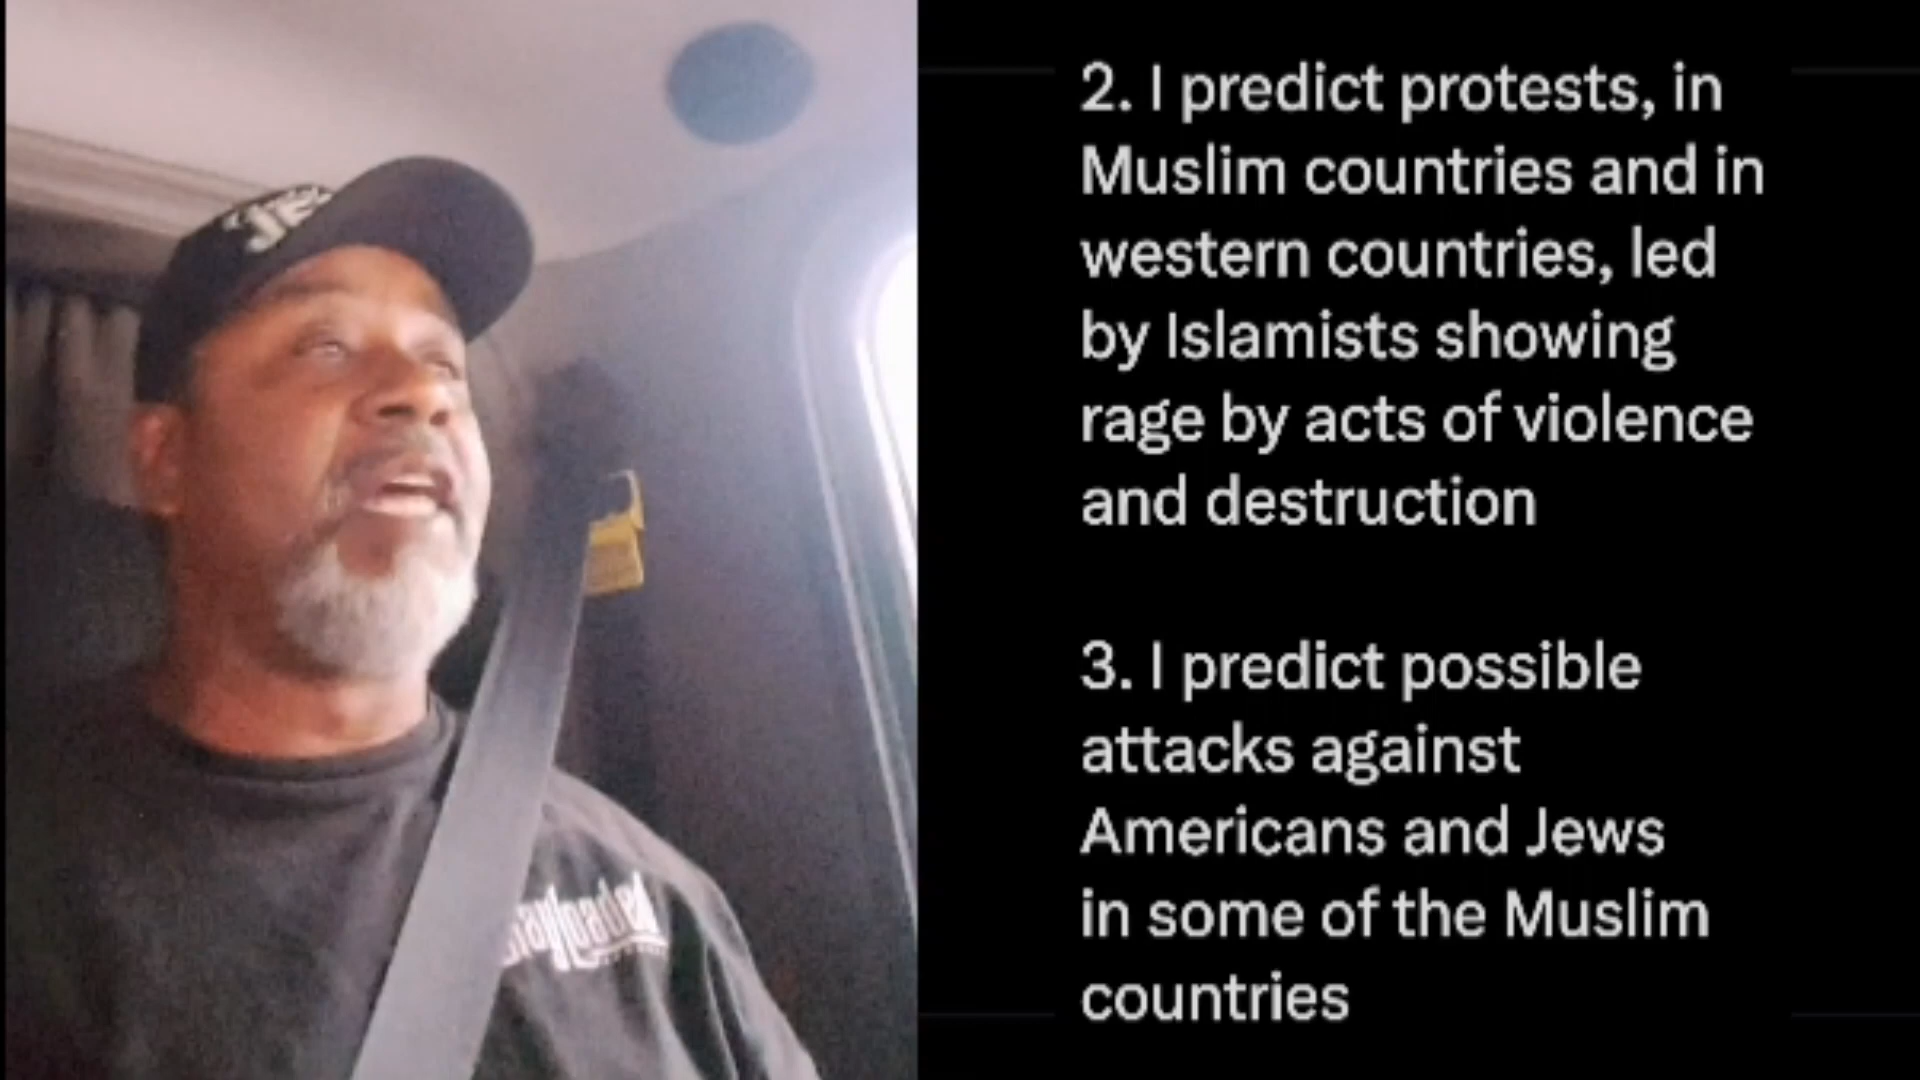 2. I predict protests, in
Muslim countries and in
western countries, led
by Islamists showing
rage by acts of violence
and destruction
3. I predict possible
attacks against
Americans and Jews
in some of the Muslim
countries